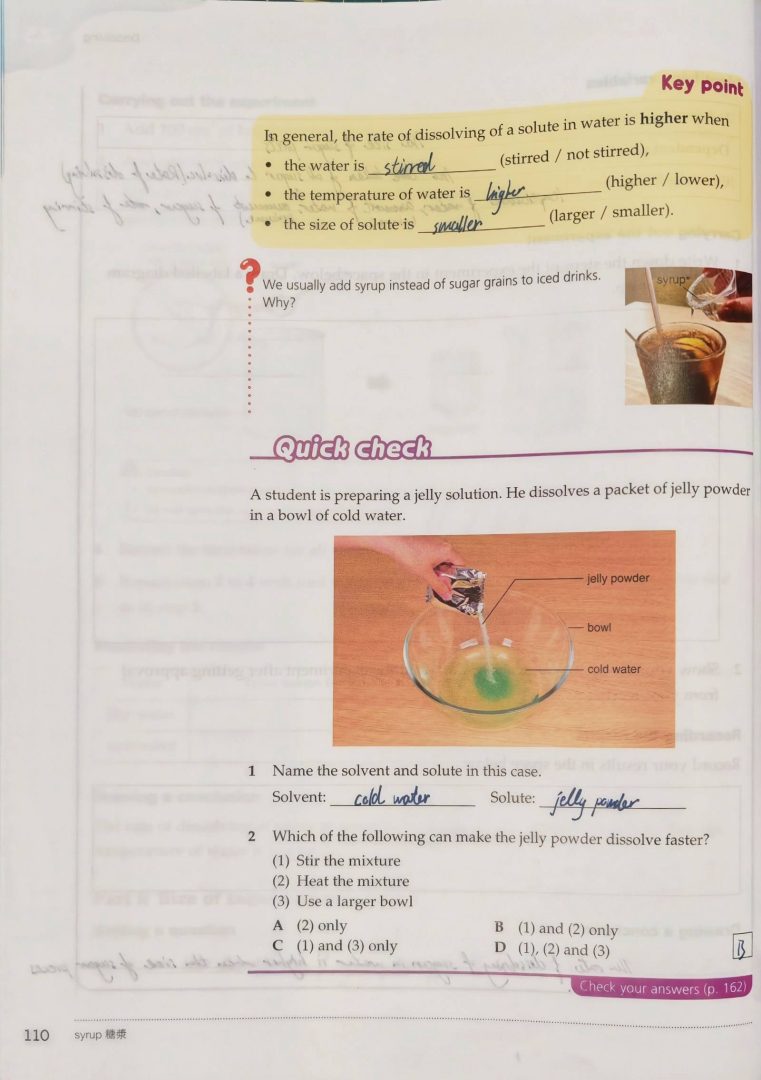 Key point
In general, the rate of dissolving of a solute in water is higher when
• the water is stirred (stirred / not stirred),
• the temperature of water is higher (higher / lower),
• the size of solute is smaller (larger / smaller).
? We usually add syrup instead of sugar grains to iced drinks.
Why?
syrup*
Quick check
A student is preparing a jelly solution. He dissolves a packet of jelly powder
in a bowl of cold water.
jelly powder
bowl
cold water
1 Name the solvent and solute in this case.
Solvent: cold water Solute: jelly powder
2 Which of the following can make the jelly powder dissolve faster?
(1) Stir the mixture
(2) Heat the mixture
(3) Use a larger bowl
A (2) only B (1) and (2) only
C (1) and (3) only D (1), (2) and (3)
B
Check your answers (p. 162)
110 syrup 糖漿